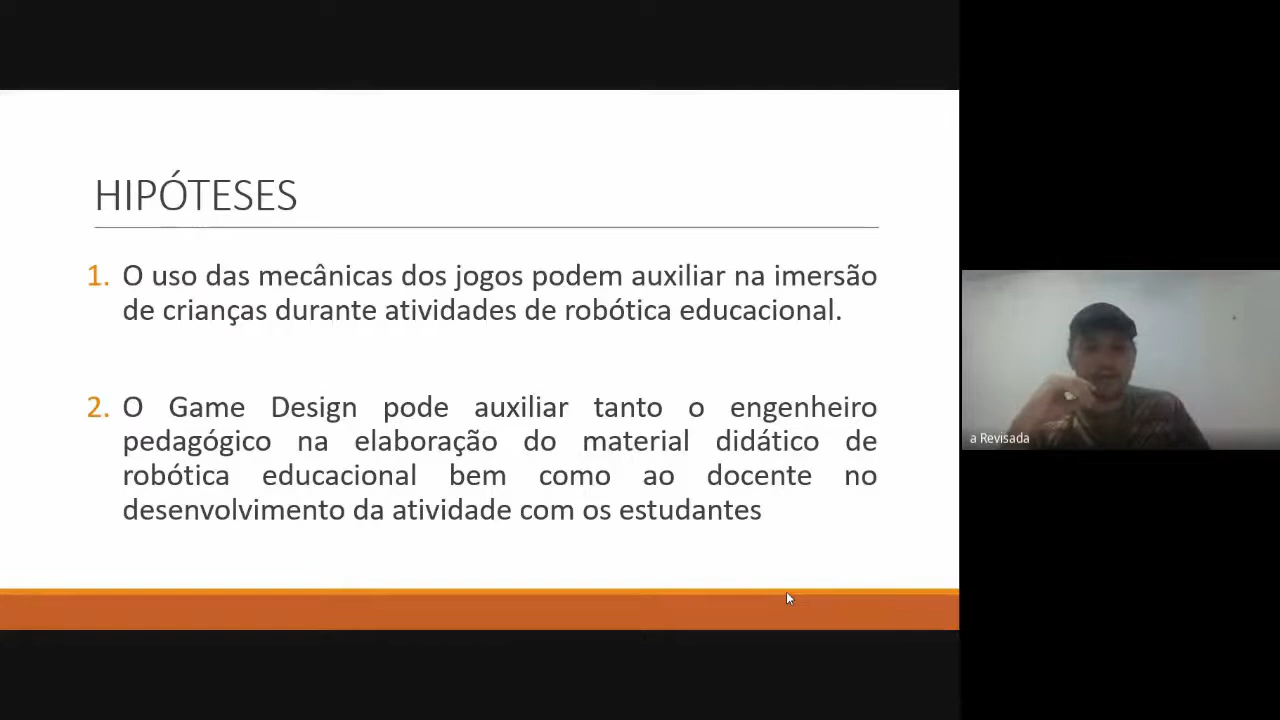 HIPÓTESES
1. O uso das mecânicas dos jogos podem auxiliar na imersão
de crianças durante atividades de robótica educacional.
2. O Game Design pode auxiliar tanto o engenheiro
pedagógico na elaboração do material didático de
robótica educacional bem como ao docente no
desenvolvimento da atividade com os estudantes
a Revisada